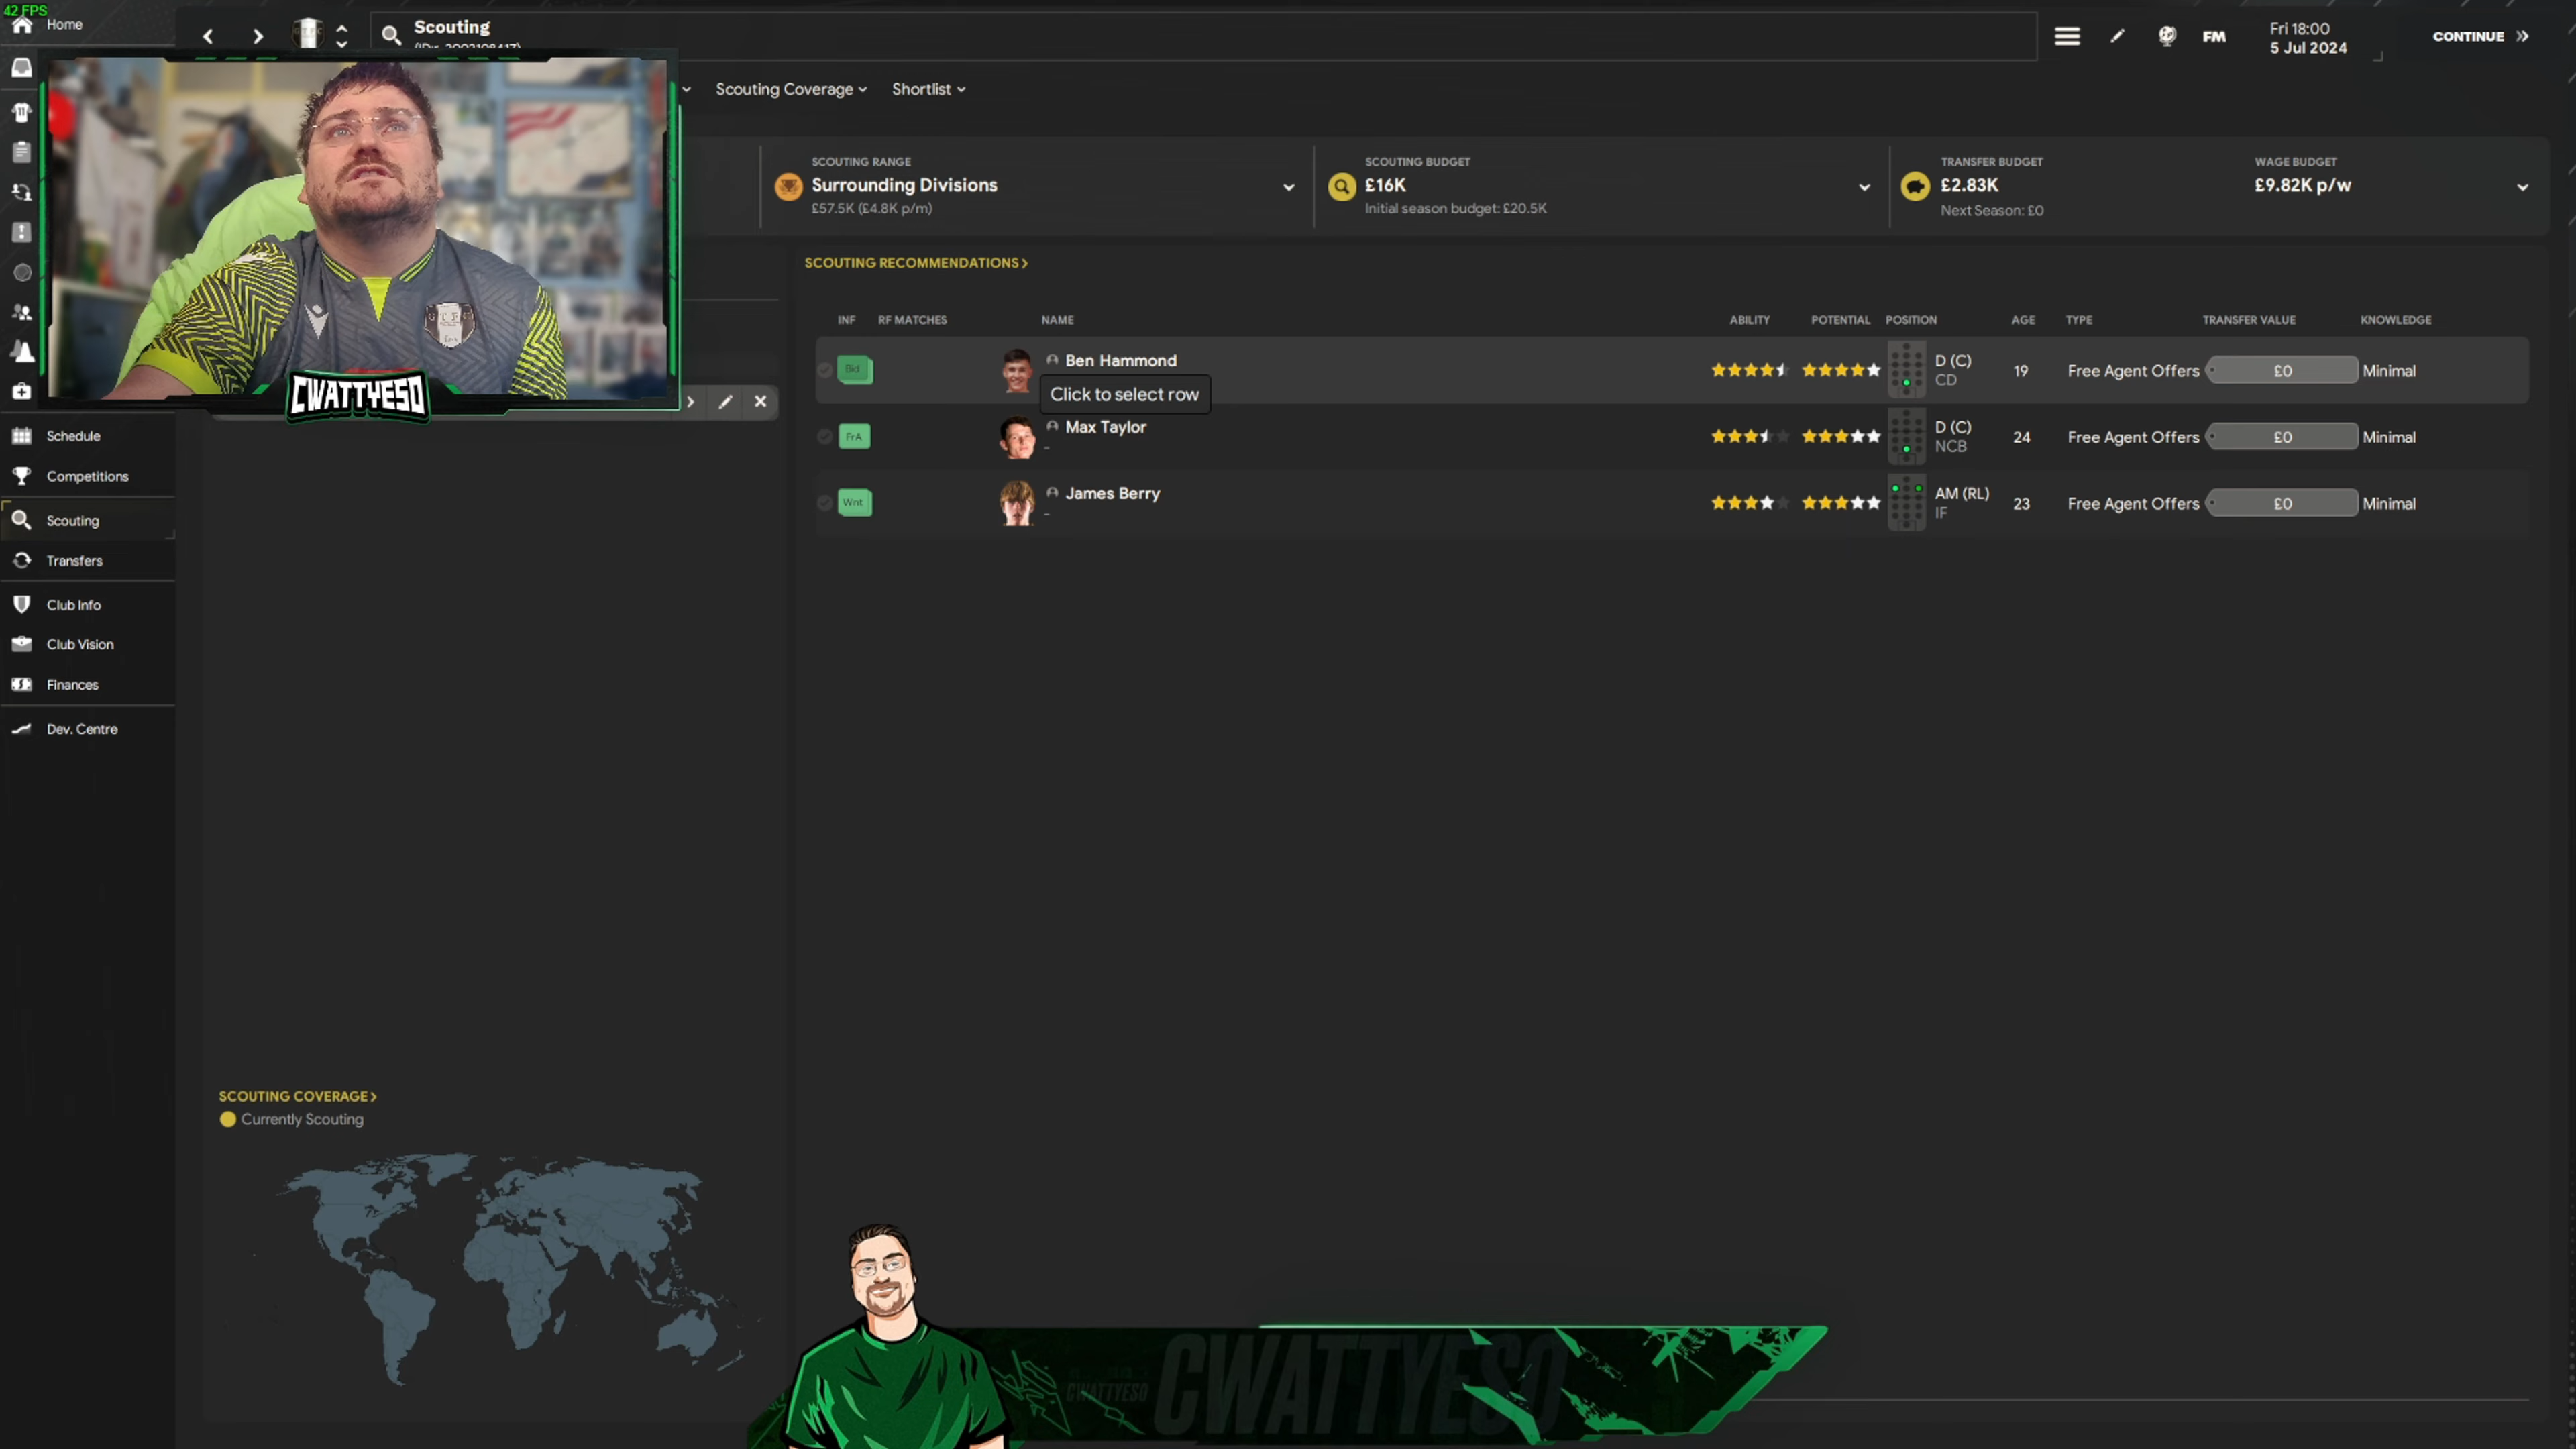 42 FPS
Home
Scouting
Fri 18:00
5 Jul 2024
FM
CONTINUE
Scouting Coverage
Shortlist
SCOUTING RANGE
Surrounding Divisions
£57.5K (£4.8K p/m)
SCOUTING BUDGET
£16K
Initial season budget: £20.5K
TRANSFER BUDGET
£2.83K
Next Season: £0
WAGE BUDGET
£9.82K p/w
CWATTYESO
SCOUTING RECOMMENDATIONS >
INF RF MATCHES NAME ABILITY POTENTIAL POSITION AGE TYPE TRANSFER VALUE KNOWLEDGE
Bid Ben Hammond D (C) CD 19 Free Agent Offers £0 Minimal
Click to select row
FrA Max Taylor - D (C) NCB 24 Free Agent Offers £0 Minimal
Wnt James Berry - AM (RL) IF 23 Free Agent Offers £0 Minimal
Schedule
Competitions
Scouting
Transfers
Club Info
Club Vision
Finances
Dev. Centre
SCOUTING COVERAGE >
Currently Scouting
CWATTYESO
CWATTYESO